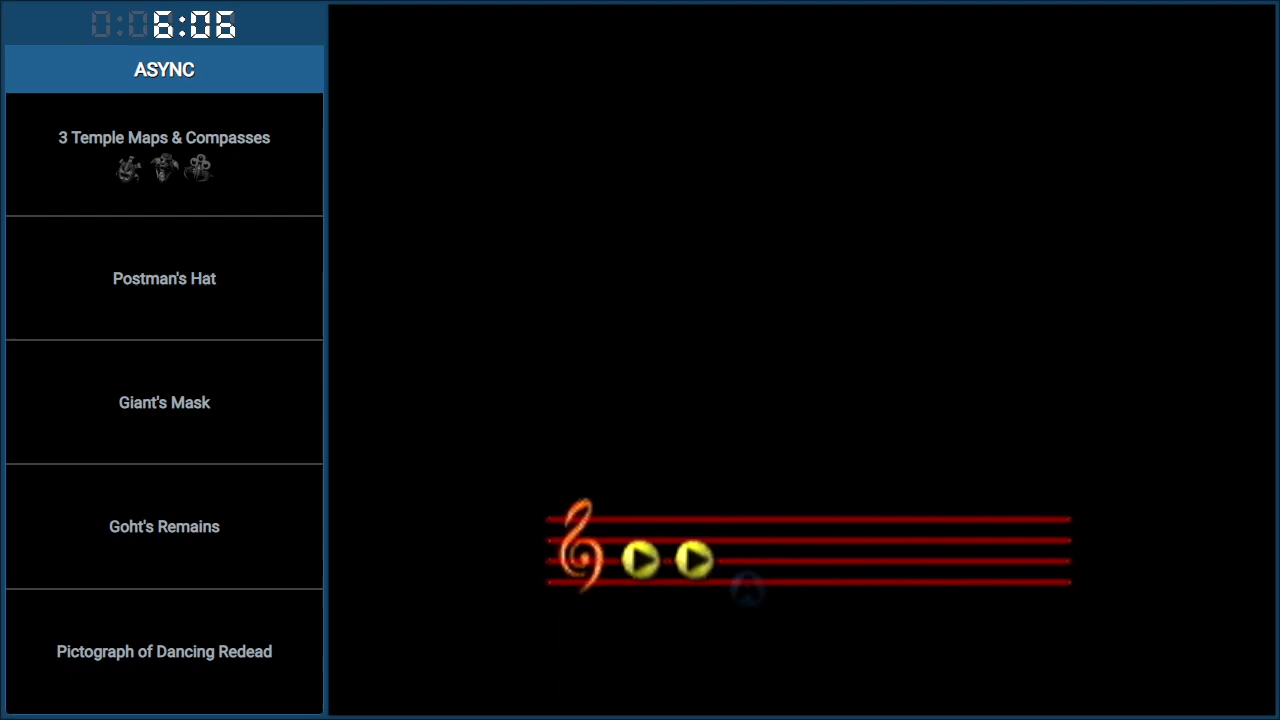 0:06:06
ASYNC
3 Temple Maps & Compasses
Postman's Hat
Giant's Mask
Goht's Remains
Pictograph of Dancing Redead